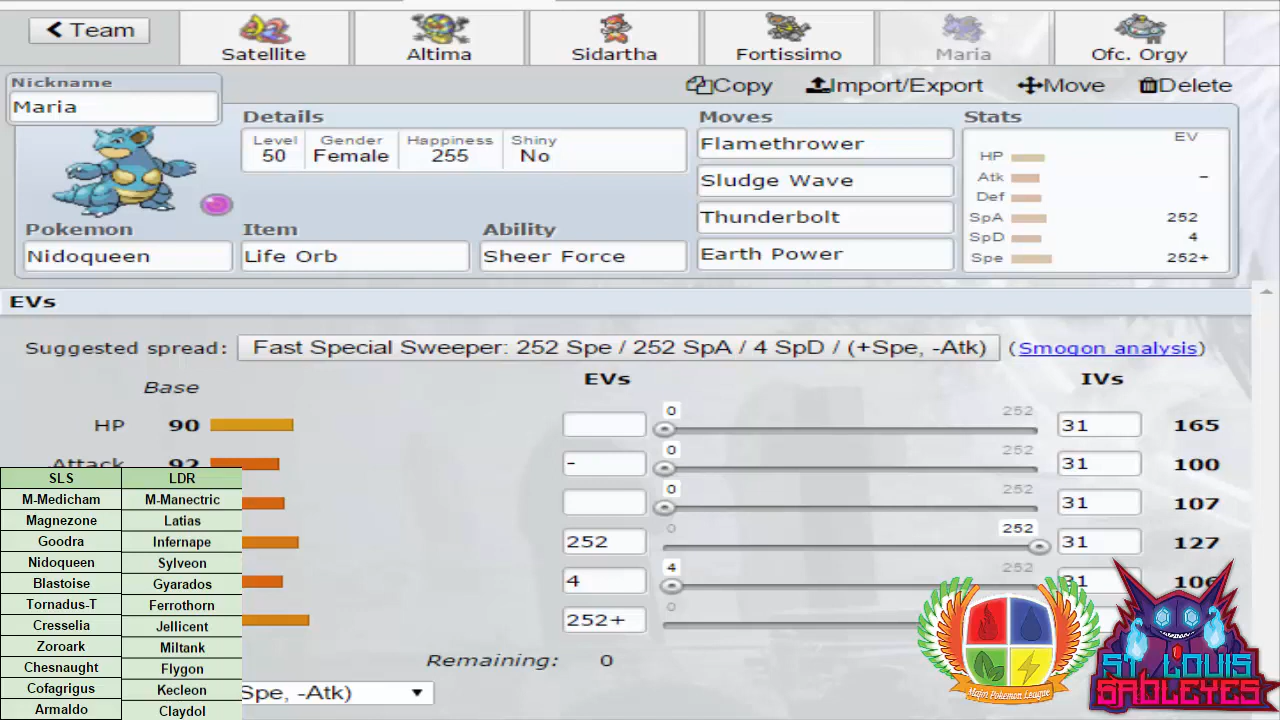 Team
Satellite
Altima
Sidartha
Fortissimo
Maria
Ofc. Orgy
Nickname
Maria
Copy
Import/Export
Move
Delete
Details
Level 50
Gender Female
Happiness 255
Shiny No
Moves
Flamethrower
Sludge Wave
Thunderbolt
Earth Power
Stats
EV
HP
Atk -
Def
SpA 252
SpD 4
Spe 252+
Pokemon
Nidoqueen
Item
Life Orb
Ability
Sheer Force
EVs
Suggested spread: Fast Special Sweeper: 252 Spe / 252 SpA / 4 SpD / (+Spe, -Atk) (Smogon analysis)
Base EVs IVs
HP 90 0 252 31 165
Attack 92 - 0 252 31 100
0 252 31 107
252 0 252 31 127
4 4 252 31 106
252+ 0
Remaining: 0
Spe, -Atk)
SLS LDR
M-Medicham M-Manectric
Magnezone Latias
Goodra Infernape
Nidoqueen Sylveon
Blastoise Gyarados
Tornadus-T Ferrothorn
Cresselia Jellicent
Zoroark Miltank
Chesnaught Flygon
Cofagrigus Kecleon
Armaldo Claydol
Major Pokemon League
ST LOUIS
SABLEYES